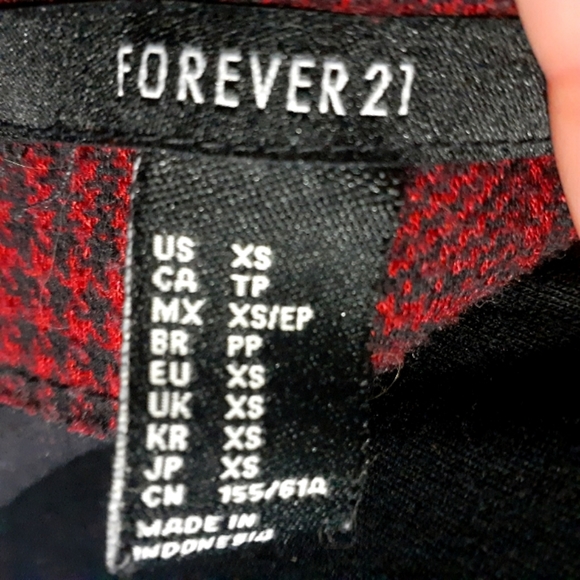 FOREVER 21
US XS
CA TP
MX XS/EP
BR PP
EU XS
UK XS
KR XS
JP XS
CN 155/61A
MADE IN
INDONESIA